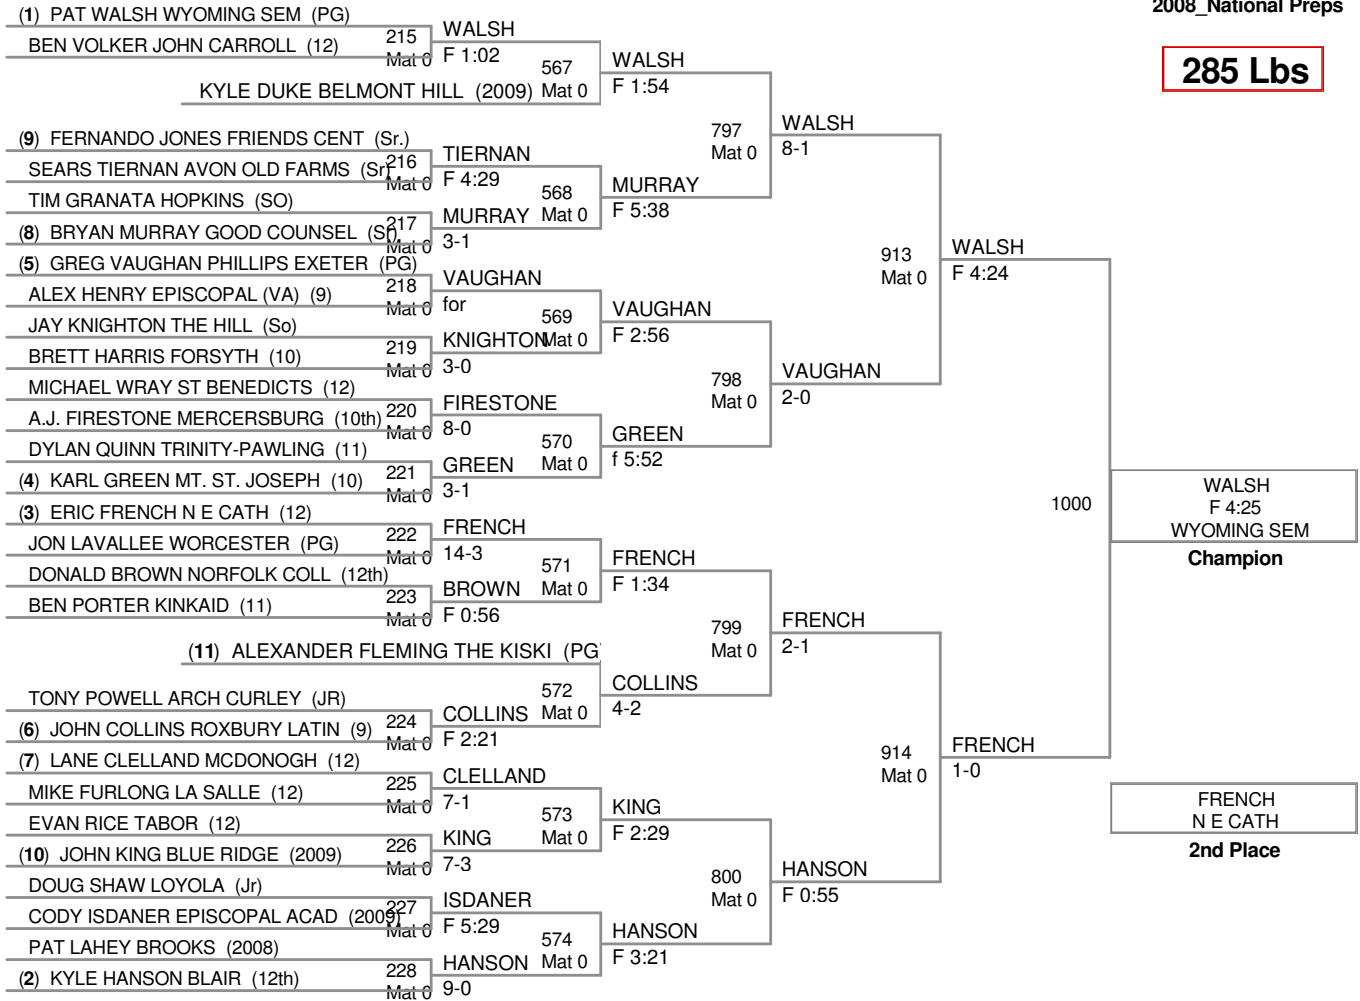 2008_National Preps
285 Lbs
(1) PAT WALSH WYOMING SEM (PG)
BEN VOLKER JOHN CARROLL (12)
215
Mat 0
WALSH
F 1:02
KYLE DUKE BELMONT HILL (2009)
567
Mat 0
WALSH
F 1:54
(9) FERNANDO JONES FRIENDS CENT (Sr.)
SEARS TIERNAN AVON OLD FARMS (Sr)
216
Mat 0
TIERNAN
F 4:29
TIM GRANATA HOPKINS (SO)
(8) BRYAN MURRAY GOOD COUNSEL (Sr)
217
Mat 0
MURRAY
3-1
568
Mat 0
MURRAY
F 5:38
797
Mat 0
WALSH
8-1
(5) GREG VAUGHAN PHILLIPS EXETER (PG)
ALEX HENRY EPISCOPAL (VA) (9)
218
Mat 0
VAUGHAN
for
JAY KNIGHTON THE HILL (So)
BRETT HARRIS FORSYTH (10)
219
Mat 0
KNIGHTON
3-0
569
Mat 0
VAUGHAN
F 2:56
MICHAEL WRAY ST BENEDICTS (12)
A.J. FIRESTONE MERCERSBURG (10th)
220
Mat 0
FIRESTONE
8-0
DYLAN QUINN TRINITY-PAWLING (11)
(4) KARL GREEN MT. ST. JOSEPH (10)
221
Mat 0
GREEN
3-1
570
Mat 0
GREEN
f 5:52
798
Mat 0
VAUGHAN
2-0
913
Mat 0
WALSH
F 4:24
(3) ERIC FRENCH N E CATH (12)
JON LAVALLEE WORCESTER (PG)
222
Mat 0
FRENCH
14-3
DONALD BROWN NORFOLK COLL (12th)
BEN PORTER KINKAID (11)
223
Mat 0
BROWN
F 0:56
571
Mat 0
FRENCH
F 1:34
(11) ALEXANDER FLEMING THE KISKI (PG)
TONY POWELL ARCH CURLEY (JR)
(6) JOHN COLLINS ROXBURY LATIN (9)
224
Mat 0
COLLINS
F 2:21
572
Mat 0
COLLINS
4-2
799
Mat 0
FRENCH
2-1
(7) LANE CLELLAND MCDONOGH (12)
MIKE FURLONG LA SALLE (12)
225
Mat 0
CLELLAND
7-1
EVAN RICE TABOR (12)
(10) JOHN KING BLUE RIDGE (2009)
226
Mat 0
KING
7-3
573
Mat 0
KING
F 2:29
DOUG SHAW LOYOLA (Jr)
CODY ISDANER EPISCOPAL ACAD (2009)
227
Mat 0
ISDANER
F 5:29
PAT LAHEY BROOKS (2008)
(2) KYLE HANSON BLAIR (12th)
228
Mat 0
HANSON
9-0
574
Mat 0
HANSON
F 3:21
800
Mat 0
HANSON
F 0:55
914
Mat 0
FRENCH
1-0
1000
WALSH
F 4:25
WYOMING SEM
Champion
FRENCH
N E CATH
2nd Place